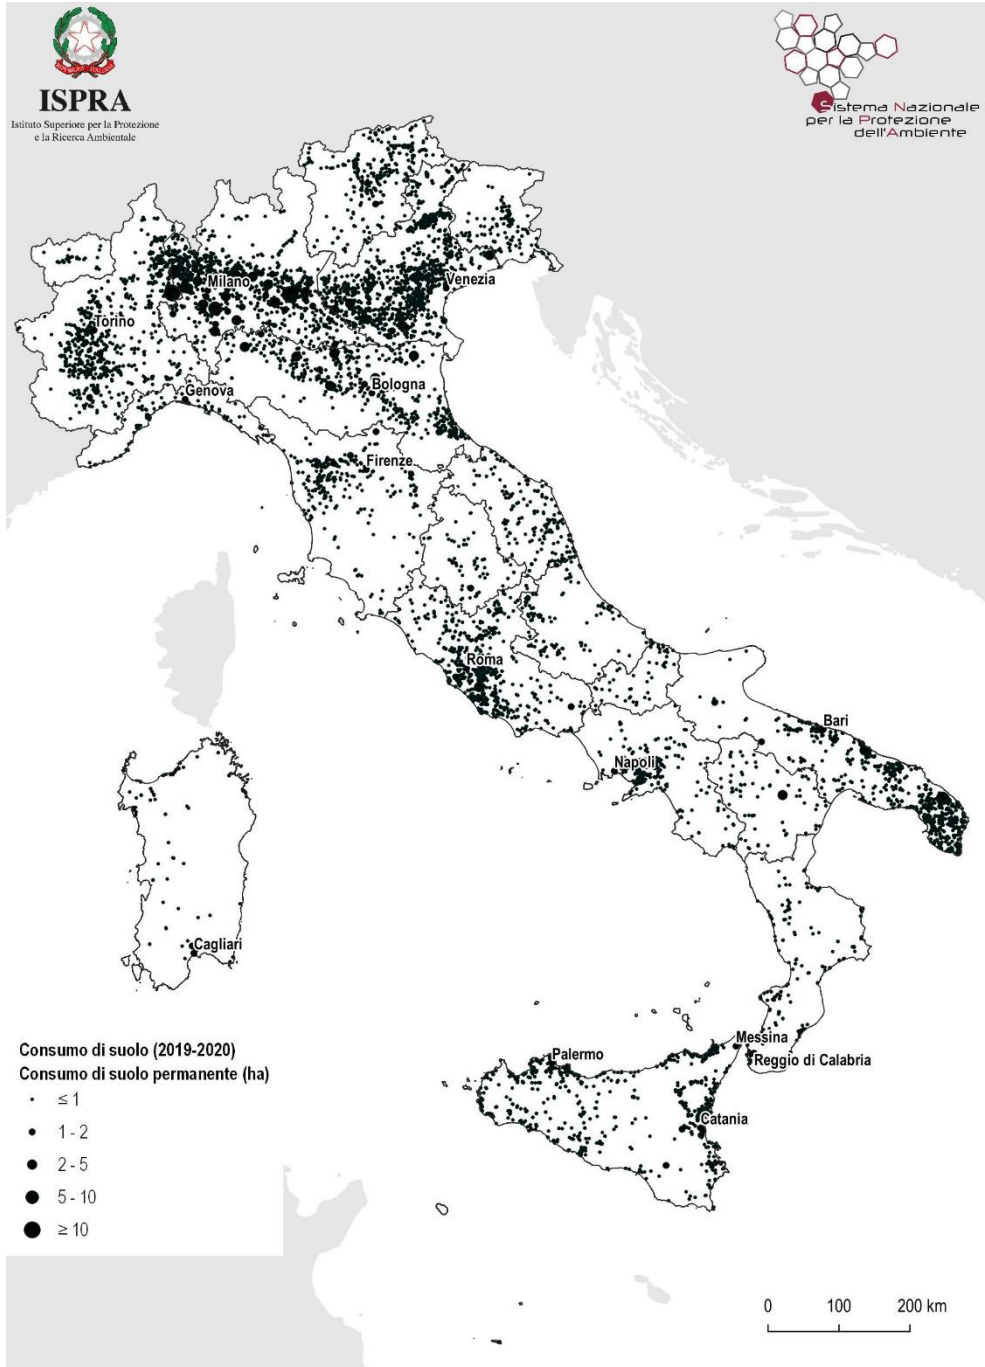 ISPRA
Istituto Superiore per la Protezione
e la Ricerca Ambientale
Sistema Nazionale
per la Protezione
dell'Ambiente
Milano
Venezia
Torino
Genova
Bologna
Firenze
Roma
Bari
Napoli
Cagliari
Messina
Palermo
Reggio di Calabria
Catania
Consumo di suolo (2019-2020)
Consumo di suolo permanente (ha)
≤ 1
1 - 2
2 - 5
5 - 10
≥ 10
0 100 200 km